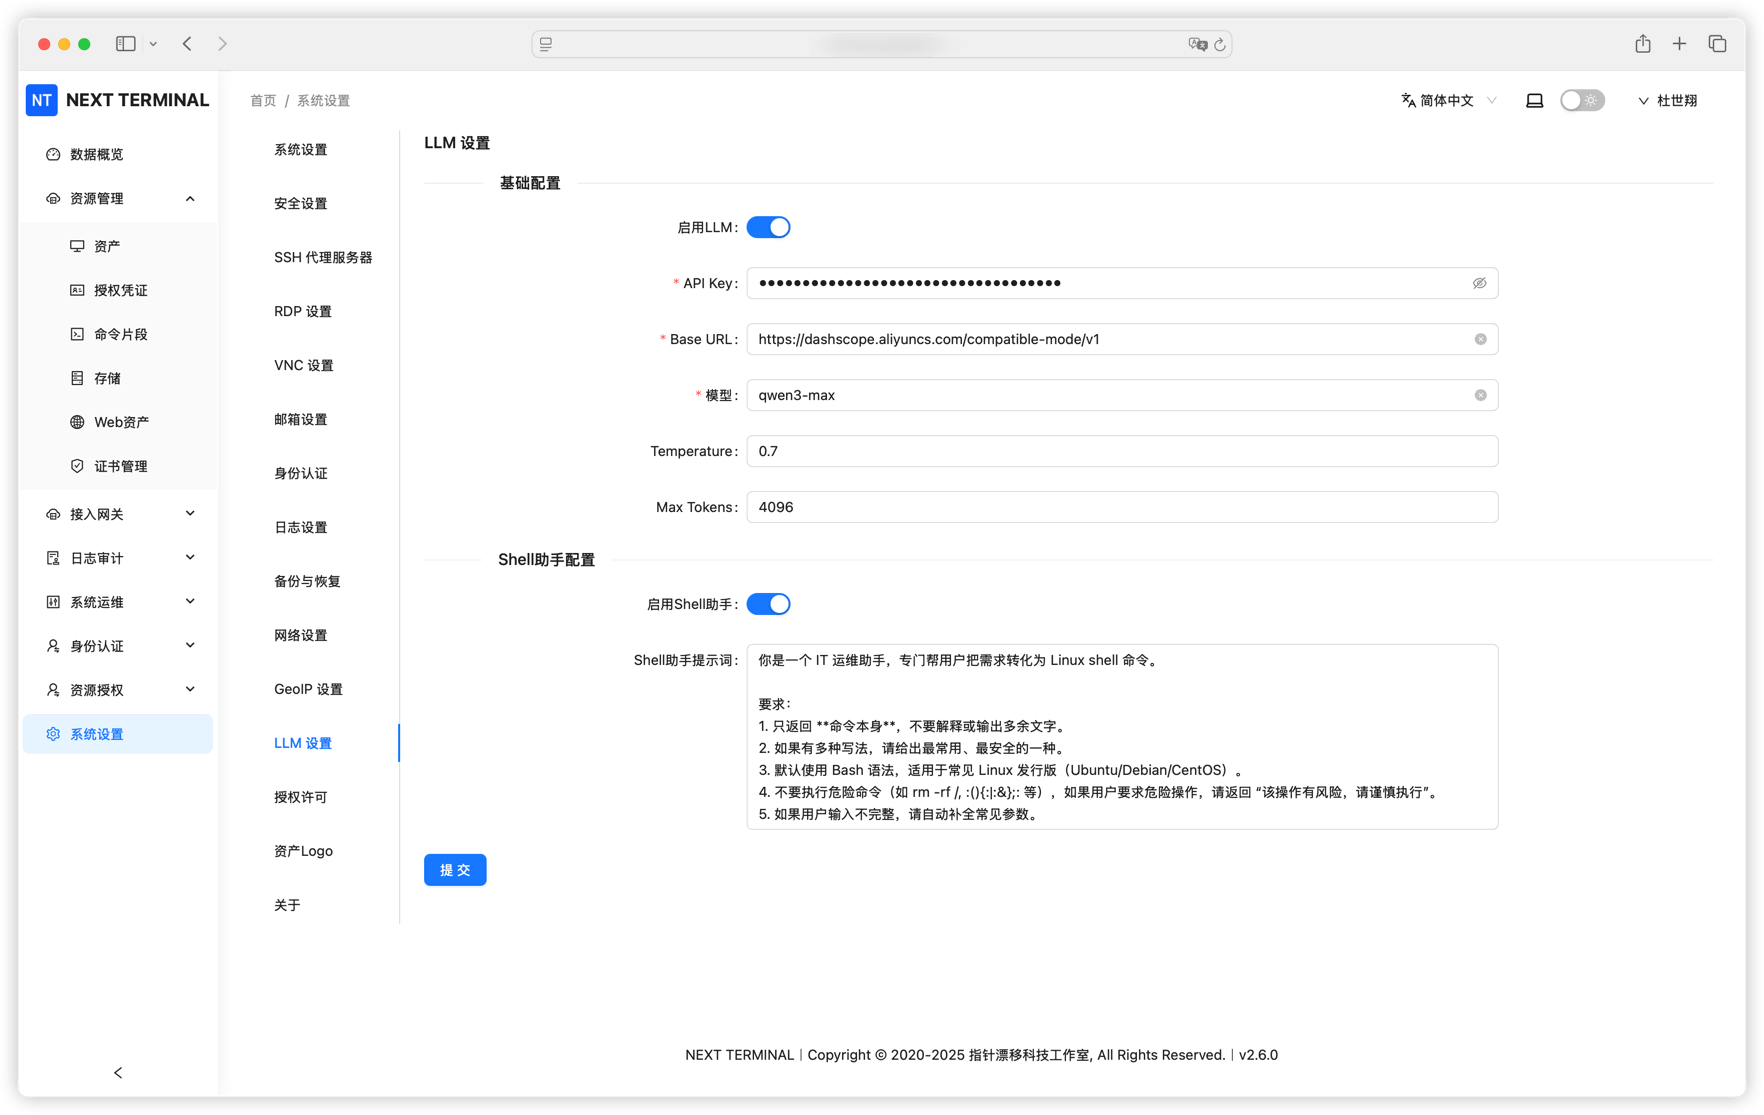 NT NEXT TERMINAL
首页 / 系统设置
简体中文
杜世翔
数据概览
资源管理
资产
授权凭证
命令片段
存储
Web资产
证书管理
接入网关
日志审计
系统运维
身份认证
资源授权
系统设置
系统设置
安全设置
SSH 代理服务器
RDP 设置
VNC 设置
邮箱设置
身份认证
日志设置
备份与恢复
网络设置
GeoIP 设置
LLM 设置
授权许可
资产Logo
关于
LLM 设置
基础配置
启用LLM:
* API Key: ••••••••••••••••••••••••••••••••••• 
* Base URL: https://dashscope.aliyuncs.com/compatible-mode/v1
* 模型: qwen3-max
Temperature: 0.7
Max Tokens: 4096
Shell助手配置
启用Shell助手:
Shell助手提示词: 你是一个 IT 运维助手，专门帮用户把需求转化为 Linux shell 命令。
要求：
1. 只返回 **命令本身**，不要解释或输出多余文字。
2. 如果有多种写法，请给出最常用、最安全的一种。
3. 默认使用 Bash 语法，适用于常见 Linux 发行版（Ubuntu/Debian/CentOS）。
4. 不要执行危险命令（如 rm -rf /, :(){:|:&};: 等），如果用户要求危险操作，请返回 “该操作有风险，请谨慎执行”。
5. 如果用户输入不完整，请自动补全常见参数。
提 交
NEXT TERMINAL | Copyright © 2020-2025 指针漂移科技工作室, All Rights Reserved. | v2.6.0